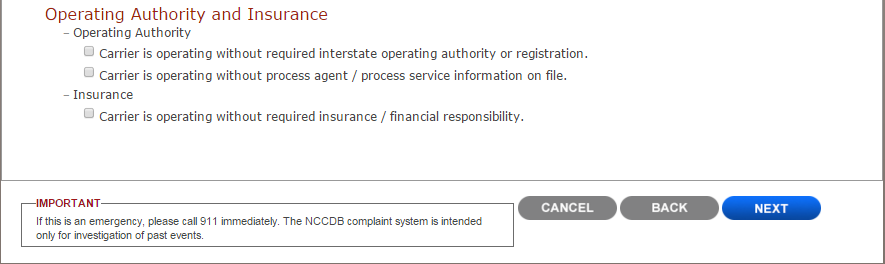 Operating Authority and Insurance
– Operating Authority
Carrier is operating without required interstate operating authority or registration.
Carrier is operating without process agent / process service information on file.
– Insurance
Carrier is operating without required insurance / financial responsibility.
IMPORTANT
If this is an emergency, please call 911 immediately. The NCCDB complaint system is intended
only for investigation of past events.
CANCEL
BACK
NEXT